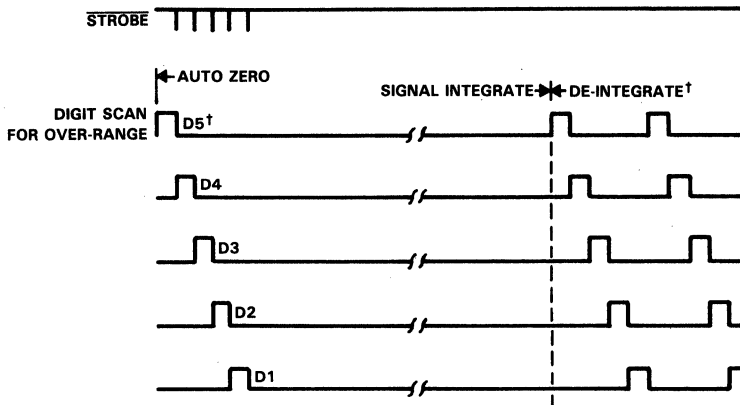 STROBE
AUTO ZERO
SIGNAL INTEGRATE DE-INTEGRATE†
DIGIT SCAN
FOR OVER-RANGE
D5†
D4
D3
D2
D1